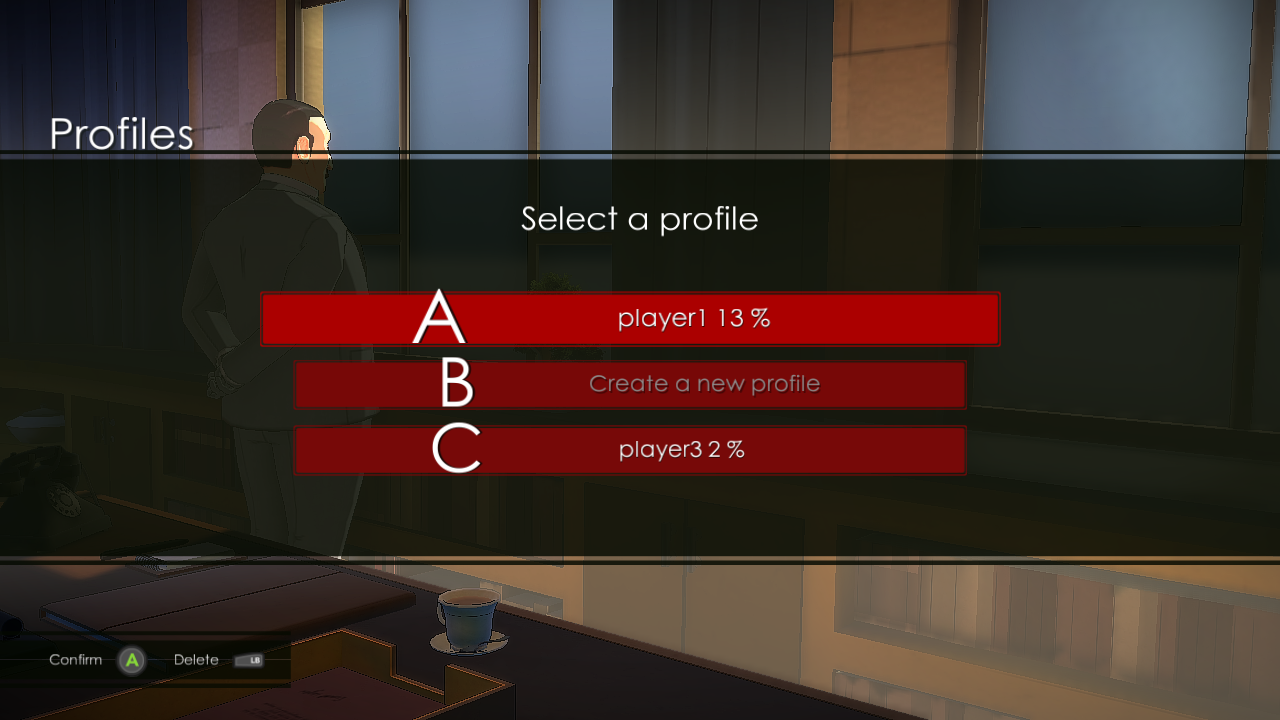 Profiles
Select a profile
A player1 13 %
B Create a new profile
C player3 2 %
Confirm A Delete LB